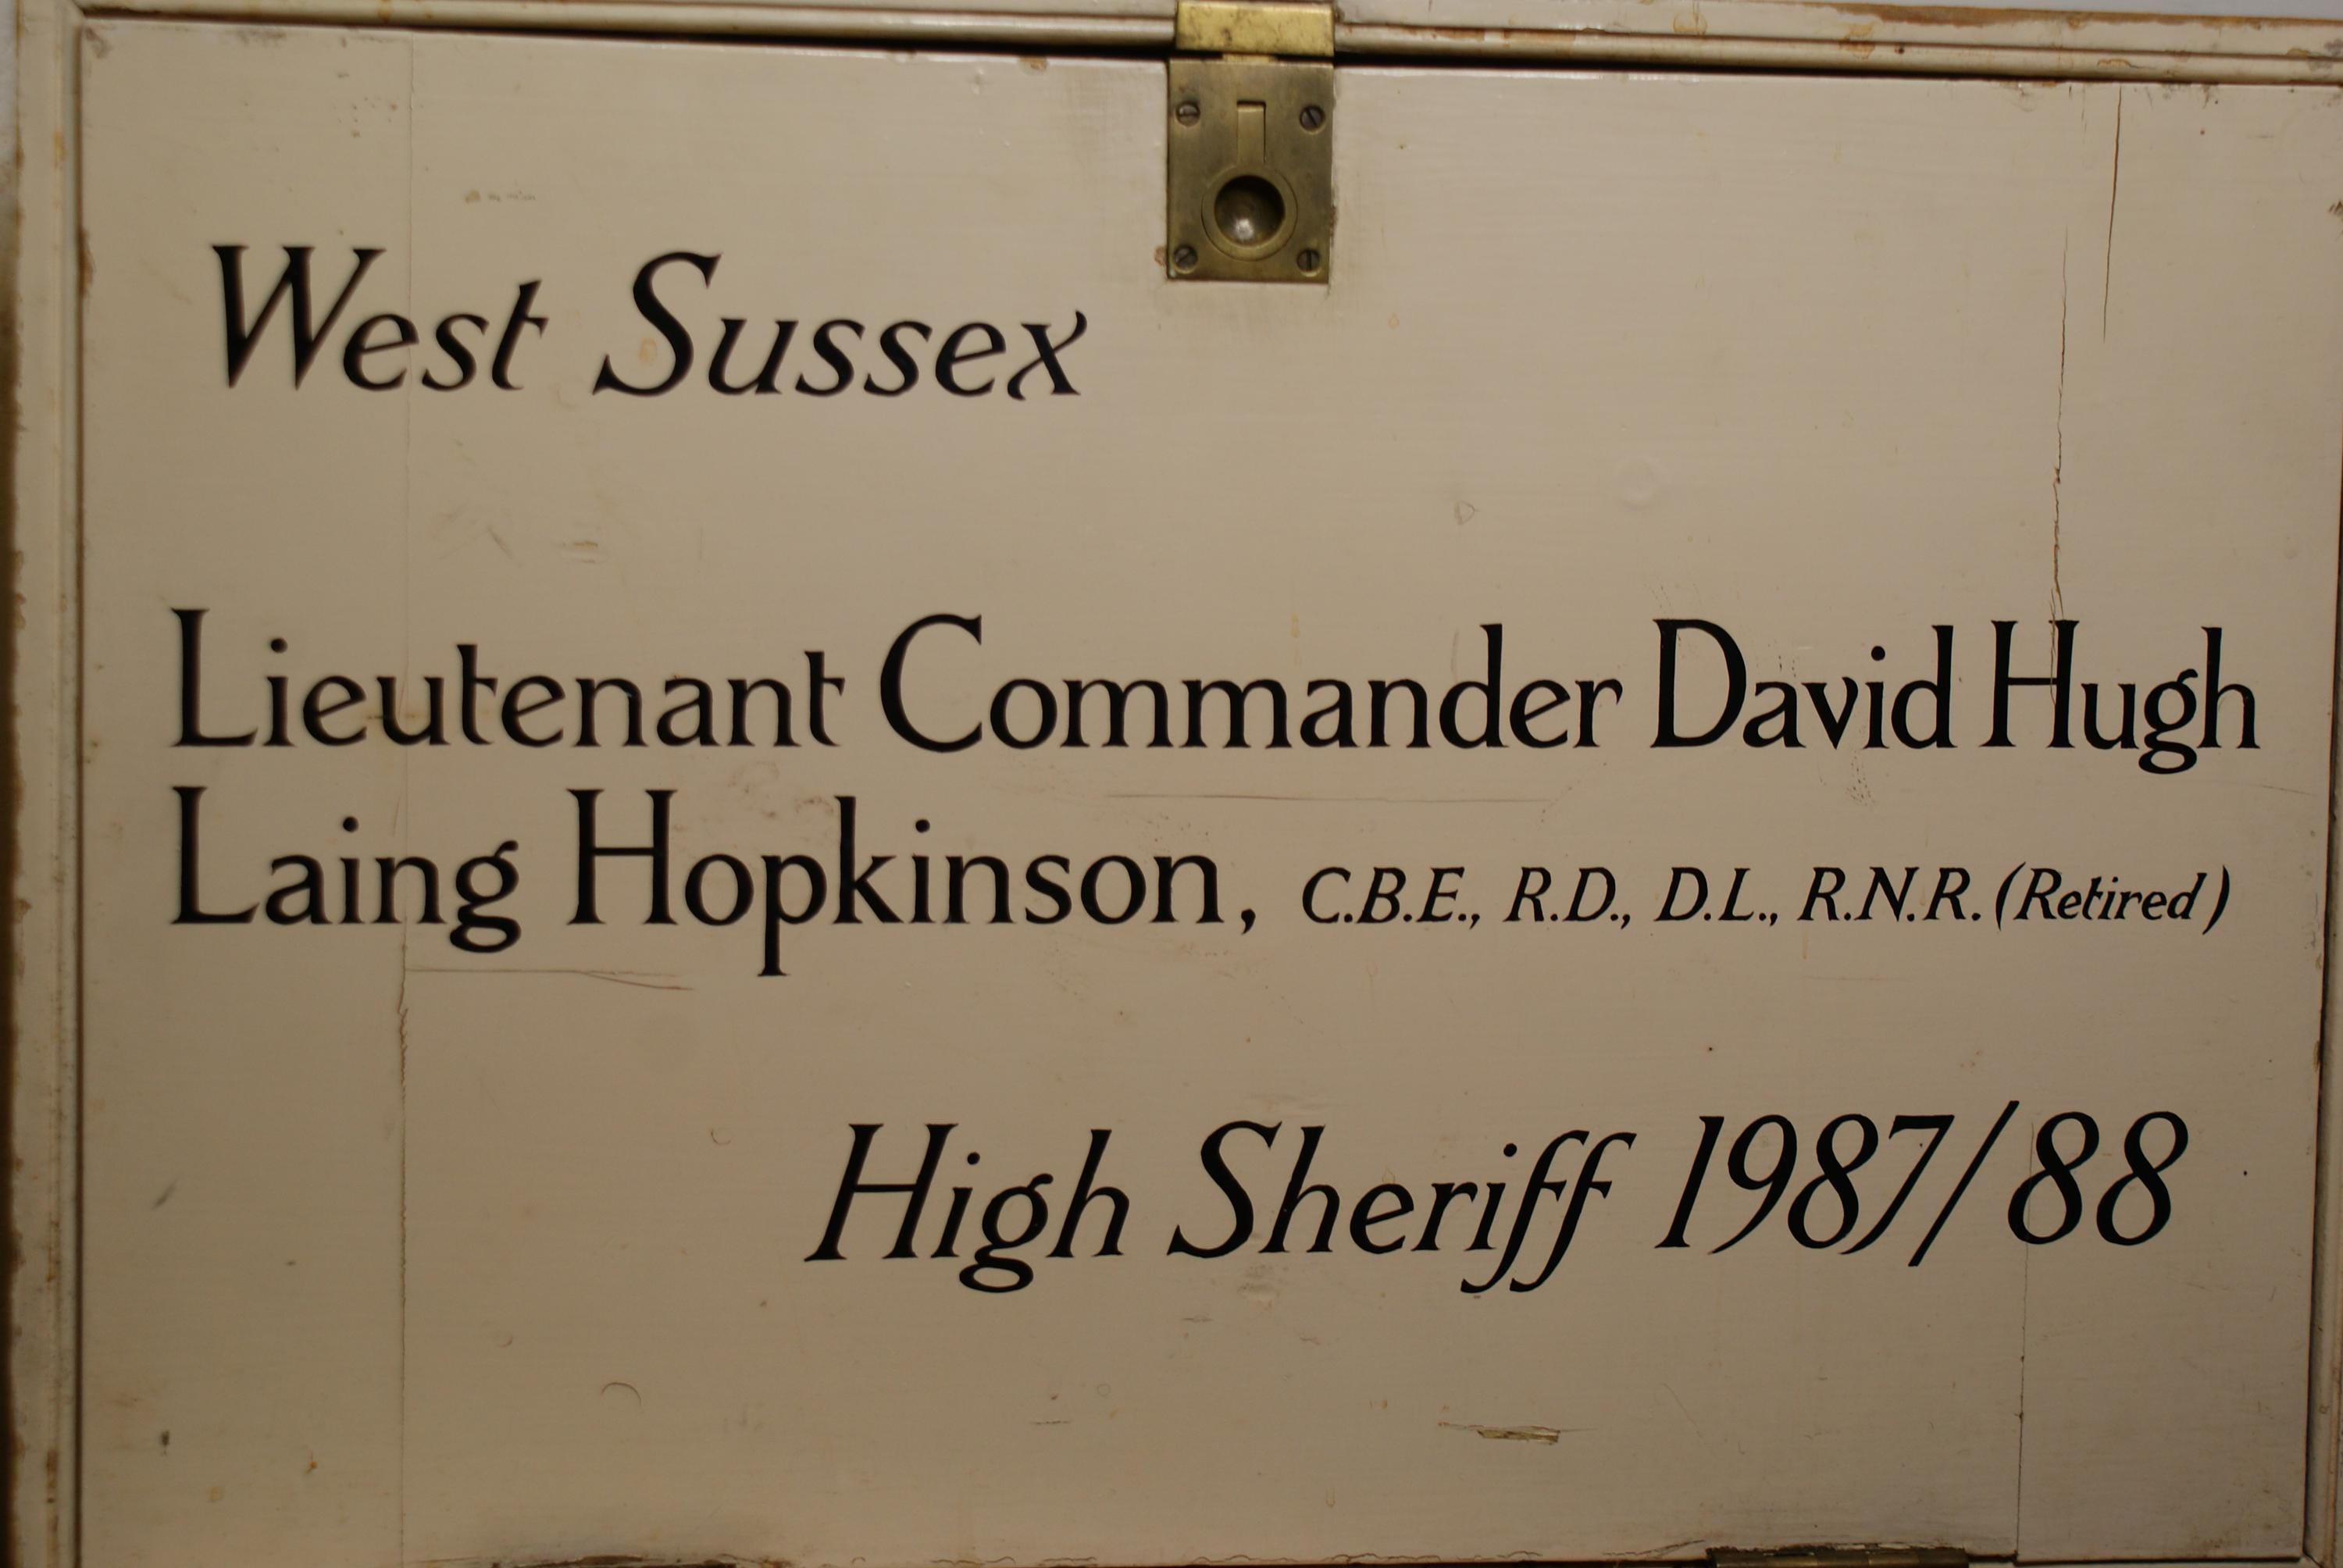 West Sussex
Lieutenant Commander David Hugh
Laing Hopkinson, C.B.E., R.D., D.L., R.N.R. (Retired)
High Sheriff 1987/88